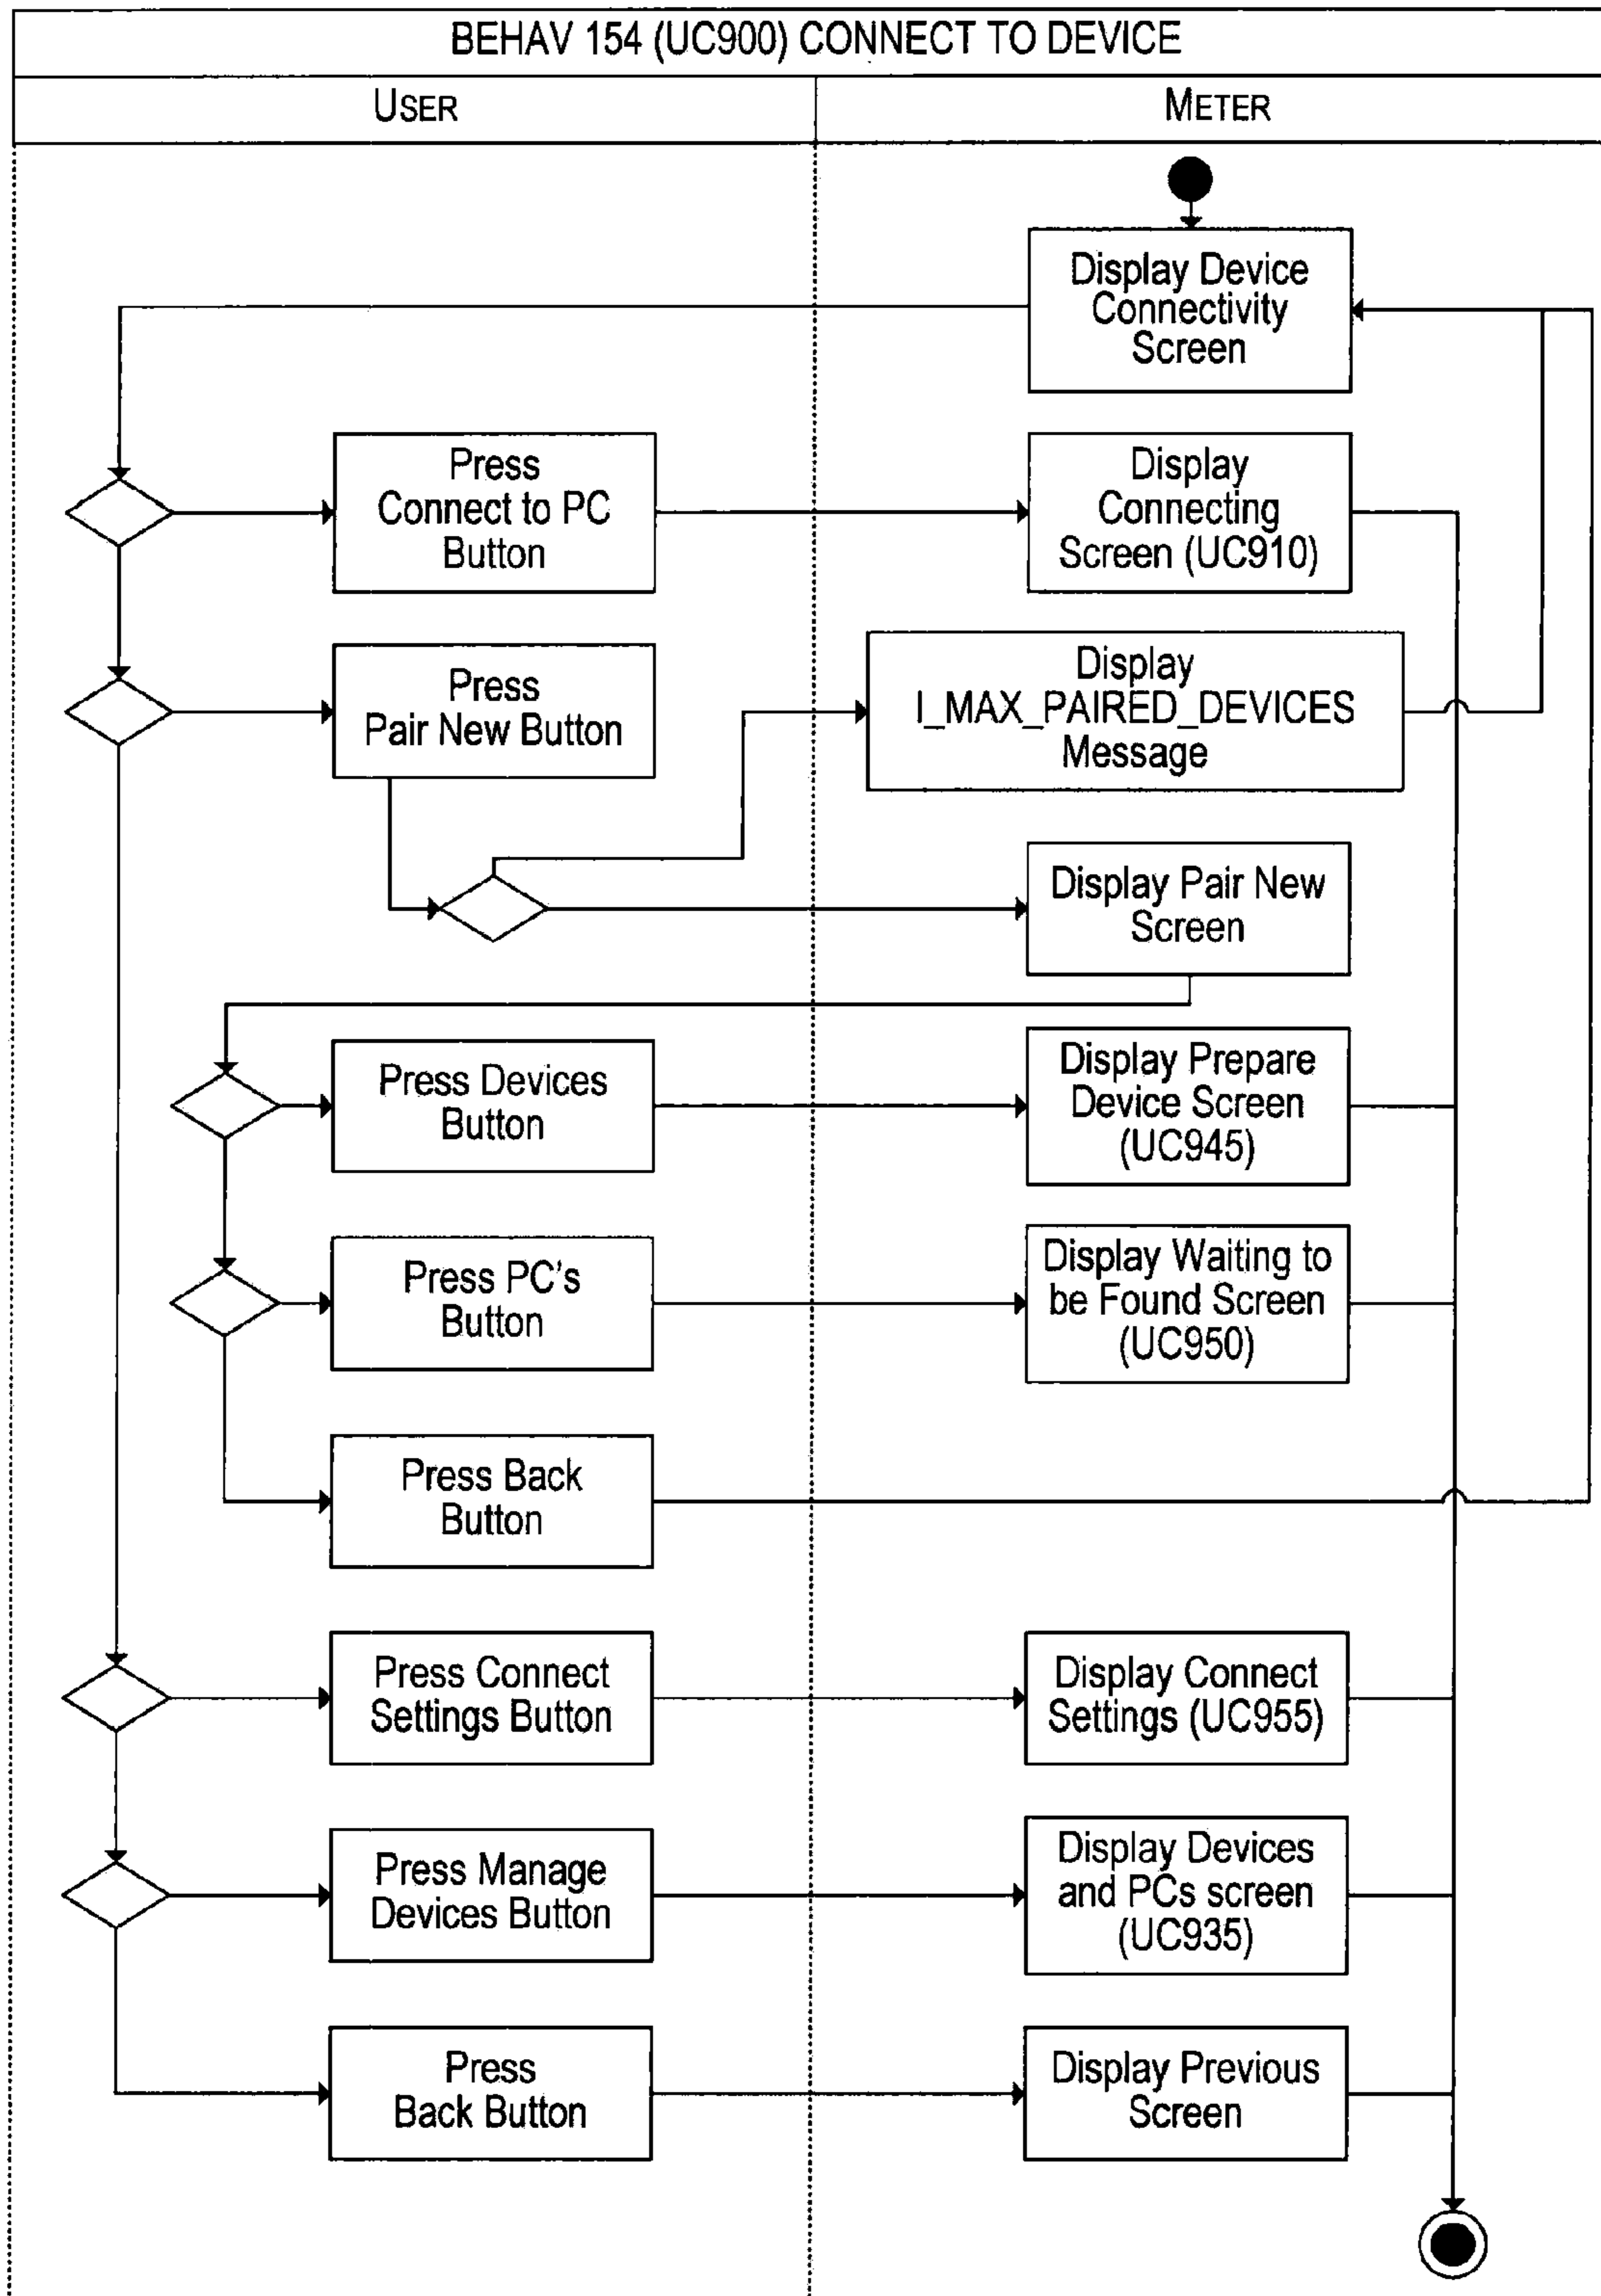 BEHAV 154 (UC900) CONNECT TO DEVICE
USER
METER
Display Device
Connectivity
Screen
Press
Connect to PC
Button
Display
Connecting
Screen (UC910)
Press
Pair New Button
Display
I_MAX_PAIRED_DEVICES
Message
Display Pair New
Screen
Press Devices
Button
Display Prepare
Device Screen
(UC945)
Press PC's
Button
Display Waiting to
be Found Screen
(UC950)
Press Back
Button
Press Connect
Settings Button
Display Connect
Settings (UC955)
Press Manage
Devices Button
Display Devices
and PCs screen
(UC935)
Press
Back Button
Display Previous
Screen